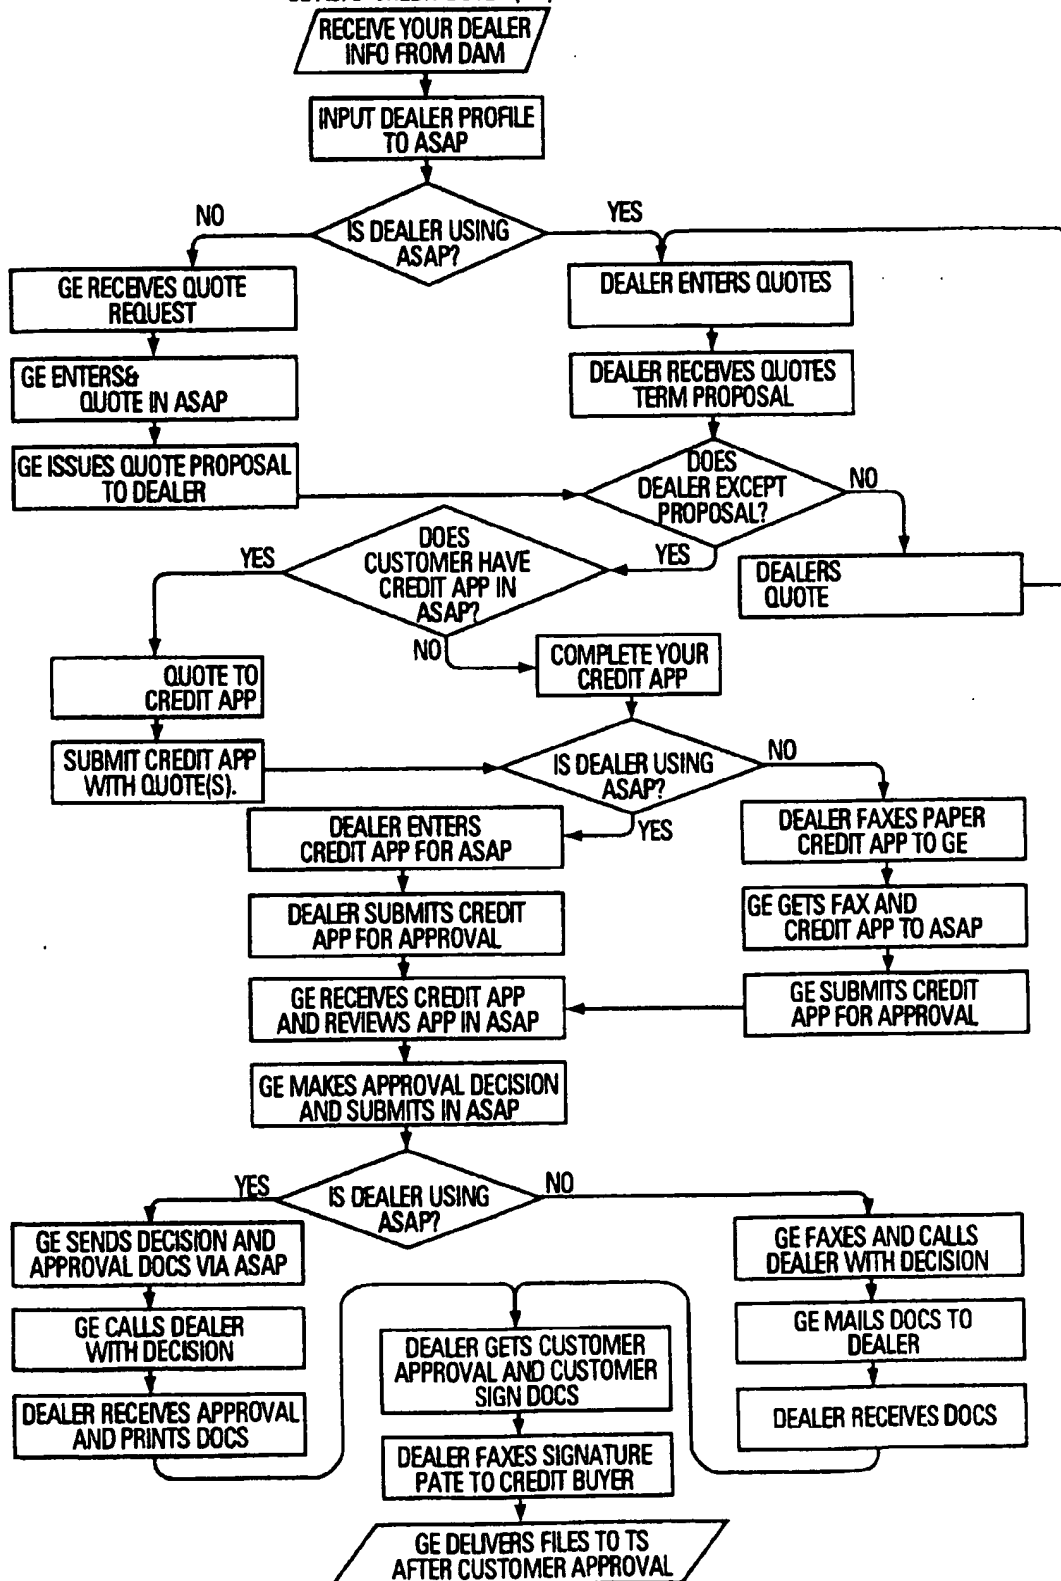 RECEIVE YOUR DEALER
INFO FROM DAM
INPUT DEALER PROFILE
TO ASAP
IS DEALER USING
ASAP?
NO
YES
GE RECEIVES QUOTE
REQUEST
DEALER ENTERS QUOTES
GE ENTERS&
QUOTE IN ASAP
DEALER RECEIVES QUOTES
TERM PROPOSAL
GE ISSUES QUOTE PROPOSAL
TO DEALER
DOES
DEALER EXCEPT
PROPOSAL?
NO
YES
DOES
CUSTOMER HAVE
CREDIT APP IN
ASAP?
YES
NO
DEALERS
QUOTE
QUOTE TO
CREDIT APP
COMPLETE YOUR
CREDIT APP
SUBMIT CREDIT APP
WITH QUOTE(S).
IS DEALER USING
ASAP?
NO
YES
DEALER ENTERS
CREDIT APP FOR ASAP
DEALER FAXES PAPER
CREDIT APP TO GE
DEALER SUBMITS CREDIT
APP FOR APPROVAL
GE GETS FAX AND
CREDIT APP TO ASAP
GE RECEIVES CREDIT APP
AND REVIEWS APP IN ASAP
GE SUBMITS CREDIT
APP FOR APPROVAL
GE MAKES APPROVAL DECISION
AND SUBMITS IN ASAP
IS DEALER USING
ASAP?
YES
NO
GE SENDS DECISION AND
APPROVAL DOCS VIA ASAP
GE FAXES AND CALLS
DEALER WITH DECISION
GE CALLS DEALER
WITH DECISION
GE MAILS DOCS TO
DEALER
DEALER RECEIVES APPROVAL
AND PRINTS DOCS
DEALER GETS CUSTOMER
APPROVAL AND CUSTOMER
SIGN DOCS
DEALER RECEIVES DOCS
DEALER FAXES SIGNATURE
PATE TO CREDIT BUYER
GE DELIVERS FILES TO TS
AFTER CUSTOMER APPROVAL